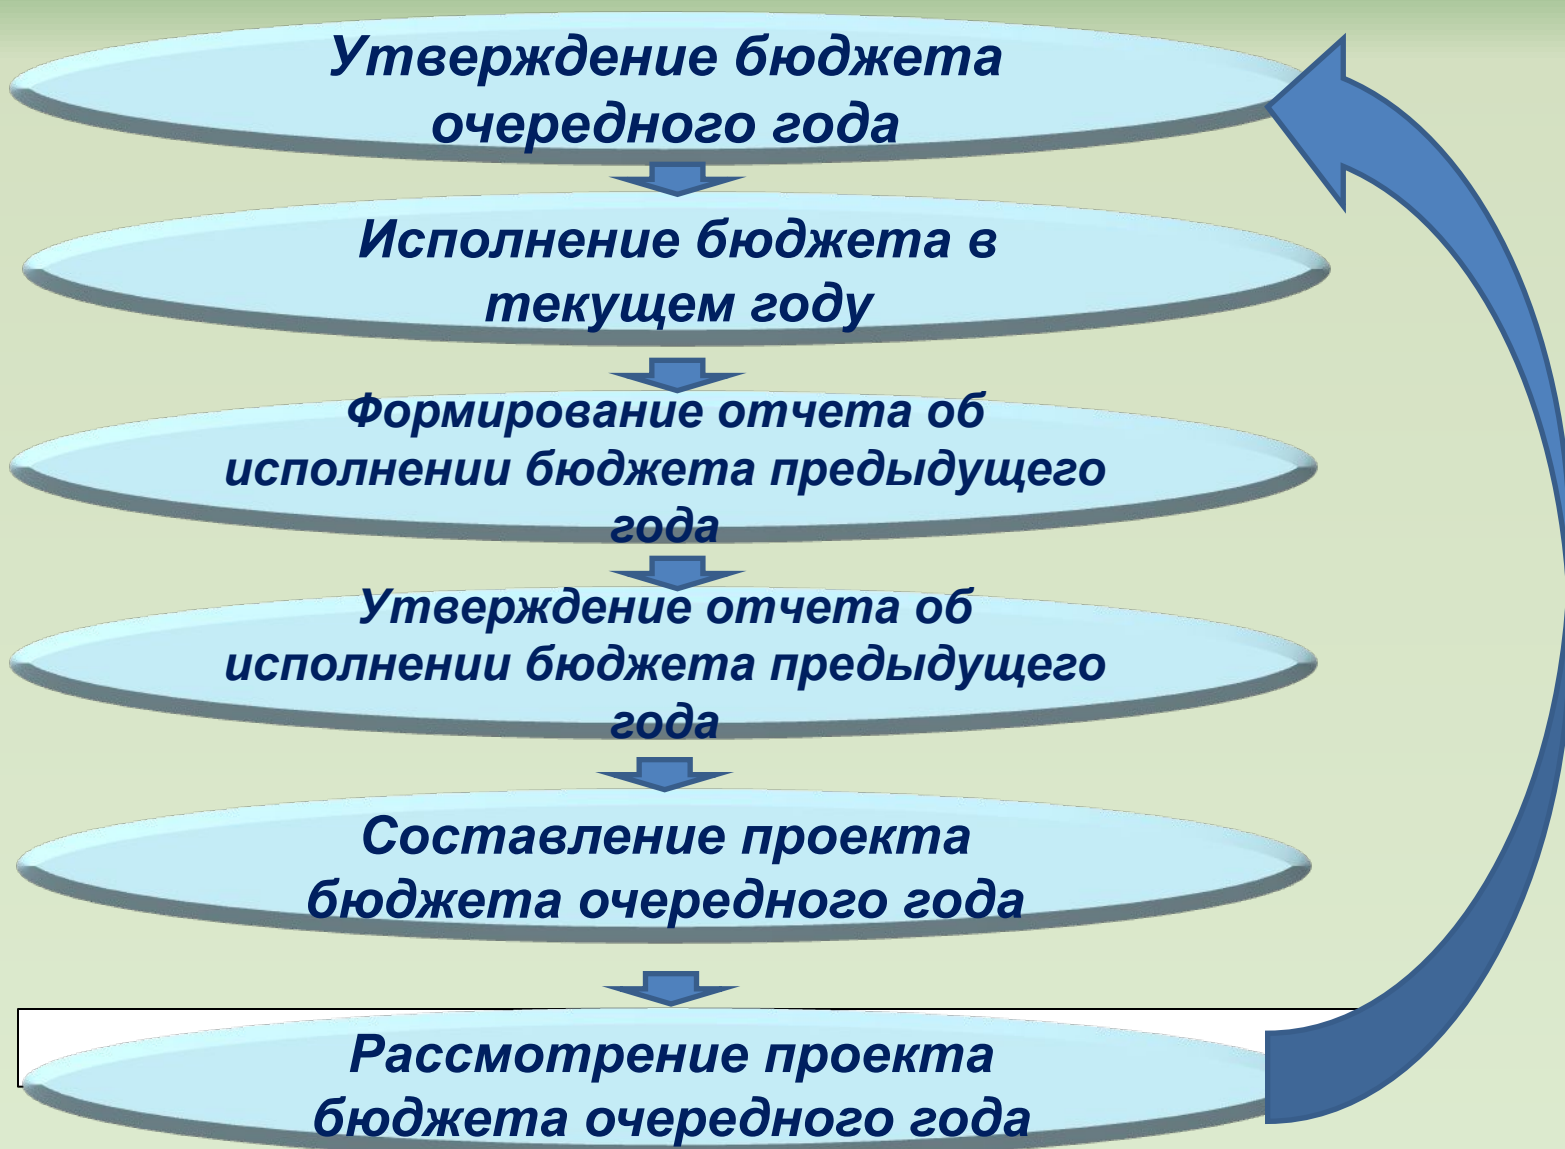 Утверждение бюджета
очередного года
Исполнение бюджета в
текущем году
Формирование отчета об
исполнении бюджета предыдущего
года
Утверждение отчета об
исполнении бюджета предыдущего
года
Составление проекта
бюджета очередного года
Рассмотрение проекта
бюджета очередного года